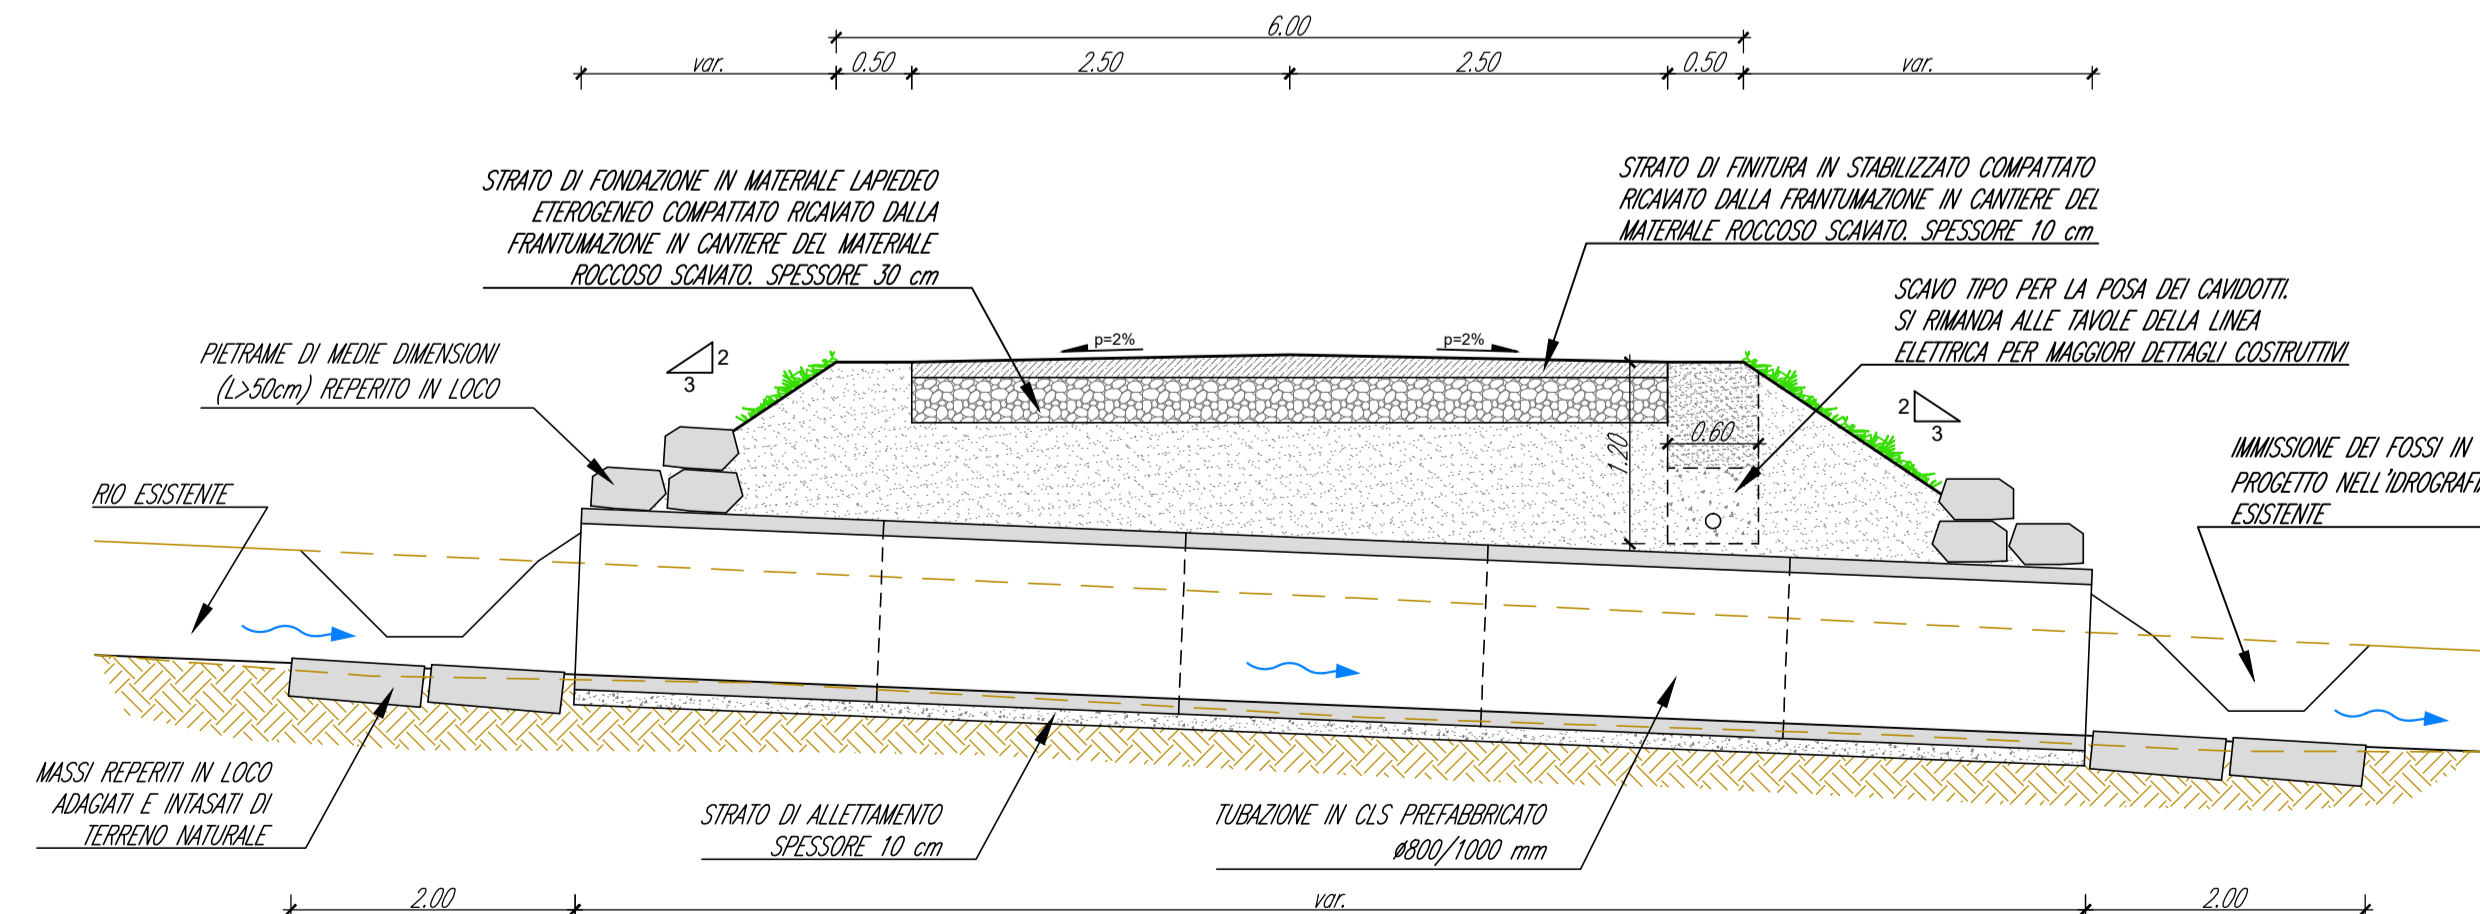 6.00
var.
0.50
2.50
2.50
0.50
var.
STRATO DI FONDAZIONE IN MATERIALE LAPIEDEO
ETEROGENEO COMPATTATO RICAVATO DALLA
FRANTUMAZIONE IN CANTIERE DEL MATERIALE
ROCCOSO SCAVATO. SPESSORE 30 cm
STRATO DI FINITURA IN STABILIZZATO COMPATTATO
RICAVATO DALLA FRANTUMAZIONE IN CANTIERE DEL
MATERIALE ROCCOSO SCAVATO. SPESSORE 10 cm
SCAVO TIPO PER LA POSA DEI CAVIDOTTI.
SI RIMANDA ALLE TAVOLE DELLA LINEA
ELETTRICA PER MAGGIORI DETTAGLI COSTRUTTIVI
PIETRAME DI MEDIE DIMENSIONI
(L>50cm) REPERITO IN LOCO
2
3
p=2%
p=2%
2
3
0.60
1.20
IMMISSIONE DEI FOSSI IN
PROGETTO NELL'IDROGRAFIA
ESISTENTE
RIO ESISTENTE
MASSI REPERITI IN LOCO
ADAGIATI E INTASATI DI
TERRENO NATURALE
STRATO DI ALLETTAMENTO
SPESSORE 10 cm
TUBAZIONE IN CLS PREFABBRICATO
ø800/1000 mm
2.00
var.
2.00